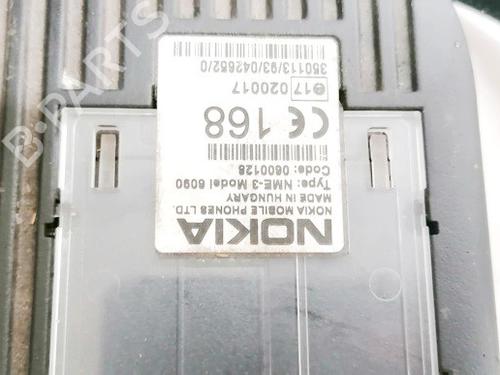 NOKIA
NOKIA MOBILE PHONES LTD.
MADE IN HUNGARY
Type: NME-3 Model 6090
Code: 0600128
CE 168
e17 020017
350113/93/042652/0
B-PARTS